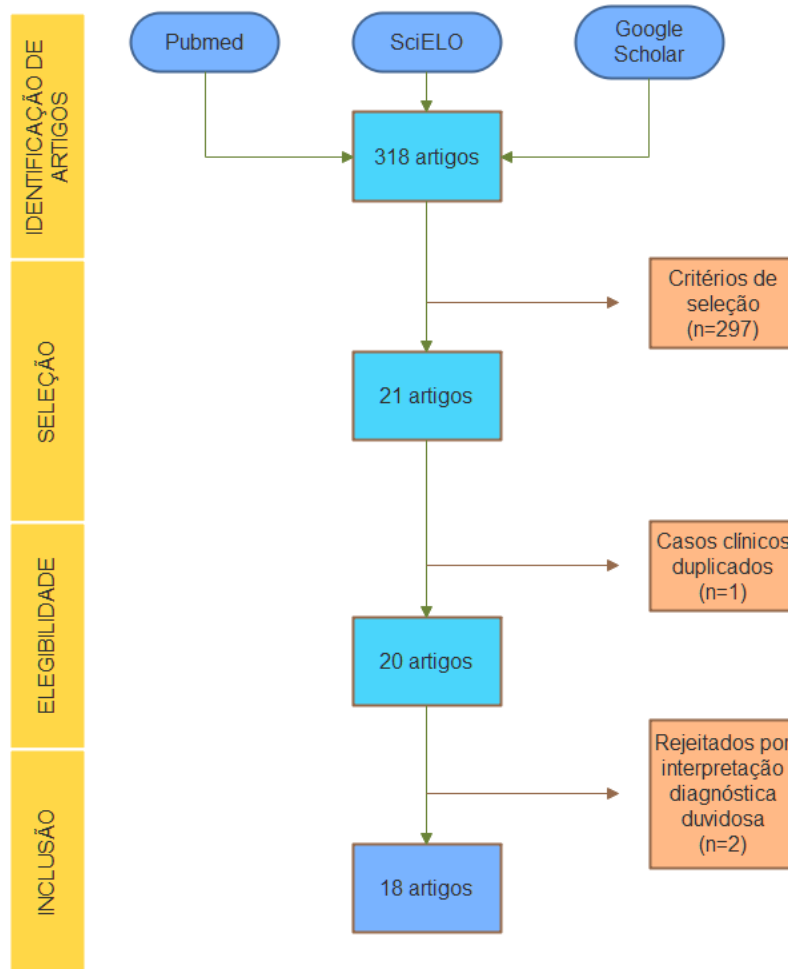 Pubmed
SciELO
Google
Scholar
IDENTIFICAÇÃO DE
ARTIGOS
318 artigos
Critérios de
seleção
(n=297)
SELEÇÃO
21 artigos
Casos clínicos
duplicados
(n=1)
ELEGIBILIDADE
20 artigos
Rejeitados por
interpretação
diagnóstica
duvidosa
(n=2)
INCLUSÃO
18 artigos